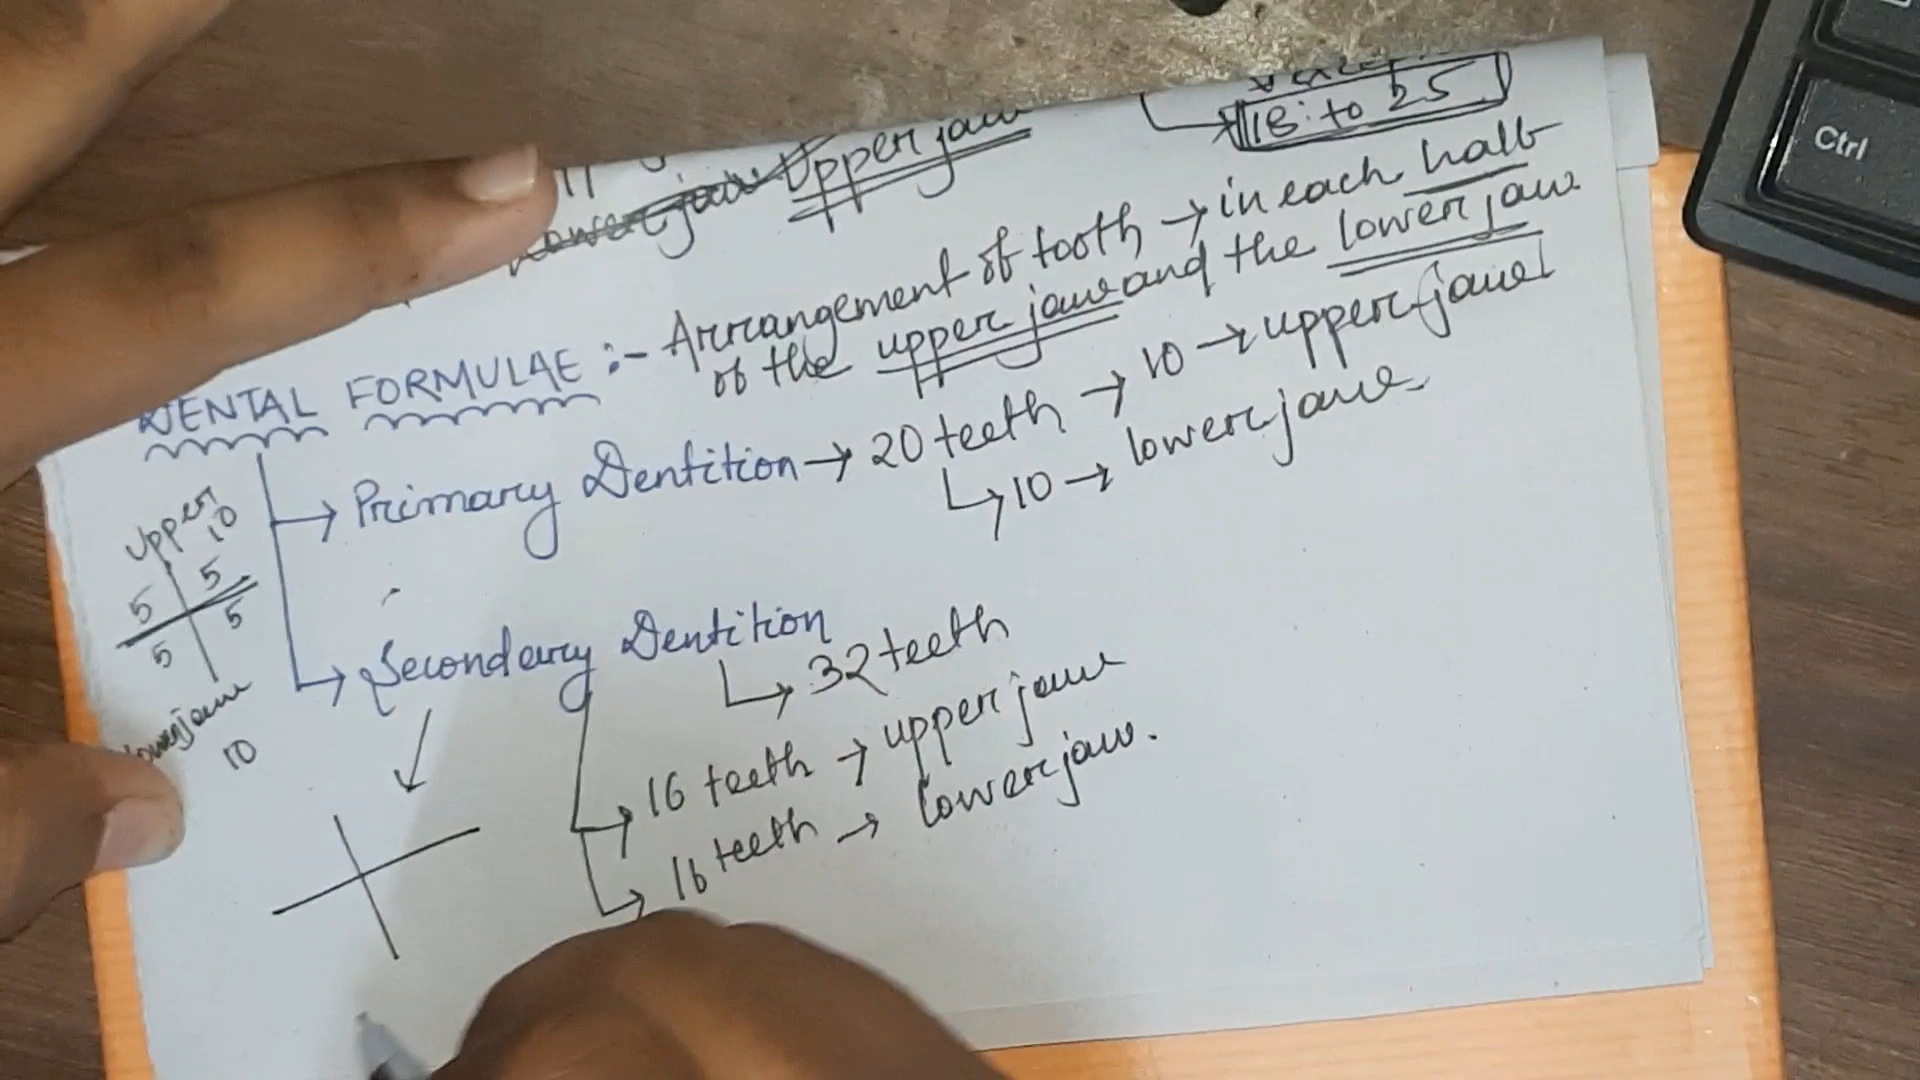 18 to 25
lower jaw Upper jaw
DENTAL FORMULAE :- Arrangement of tooth → in each half
of the upper jaw and the lower jaw
Primary Dentition → 20 teeth → 10 → upper jaw
→ 10 → lower jaw
Upper
10
5 5
5 5
lower jaw
10
Secondary Dentition
→ 32 teeth
→ 16 teeth → upper jaw
→ 16 teeth → lower jaw.
Ctrl